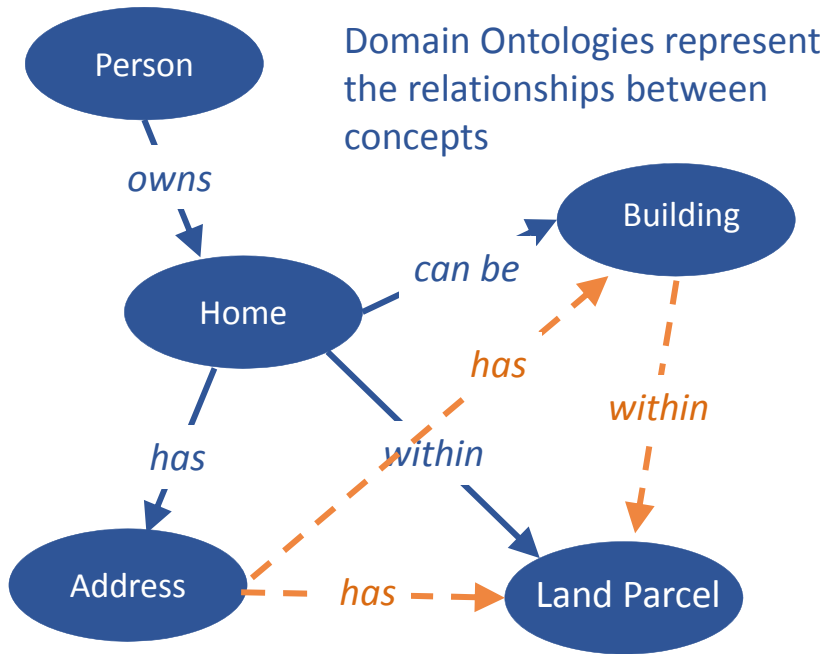 Person
Domain Ontologies represent
the relationships between
concepts
owns
Building
can be
Home
has
within
has
within
Address
has
Land Parcel